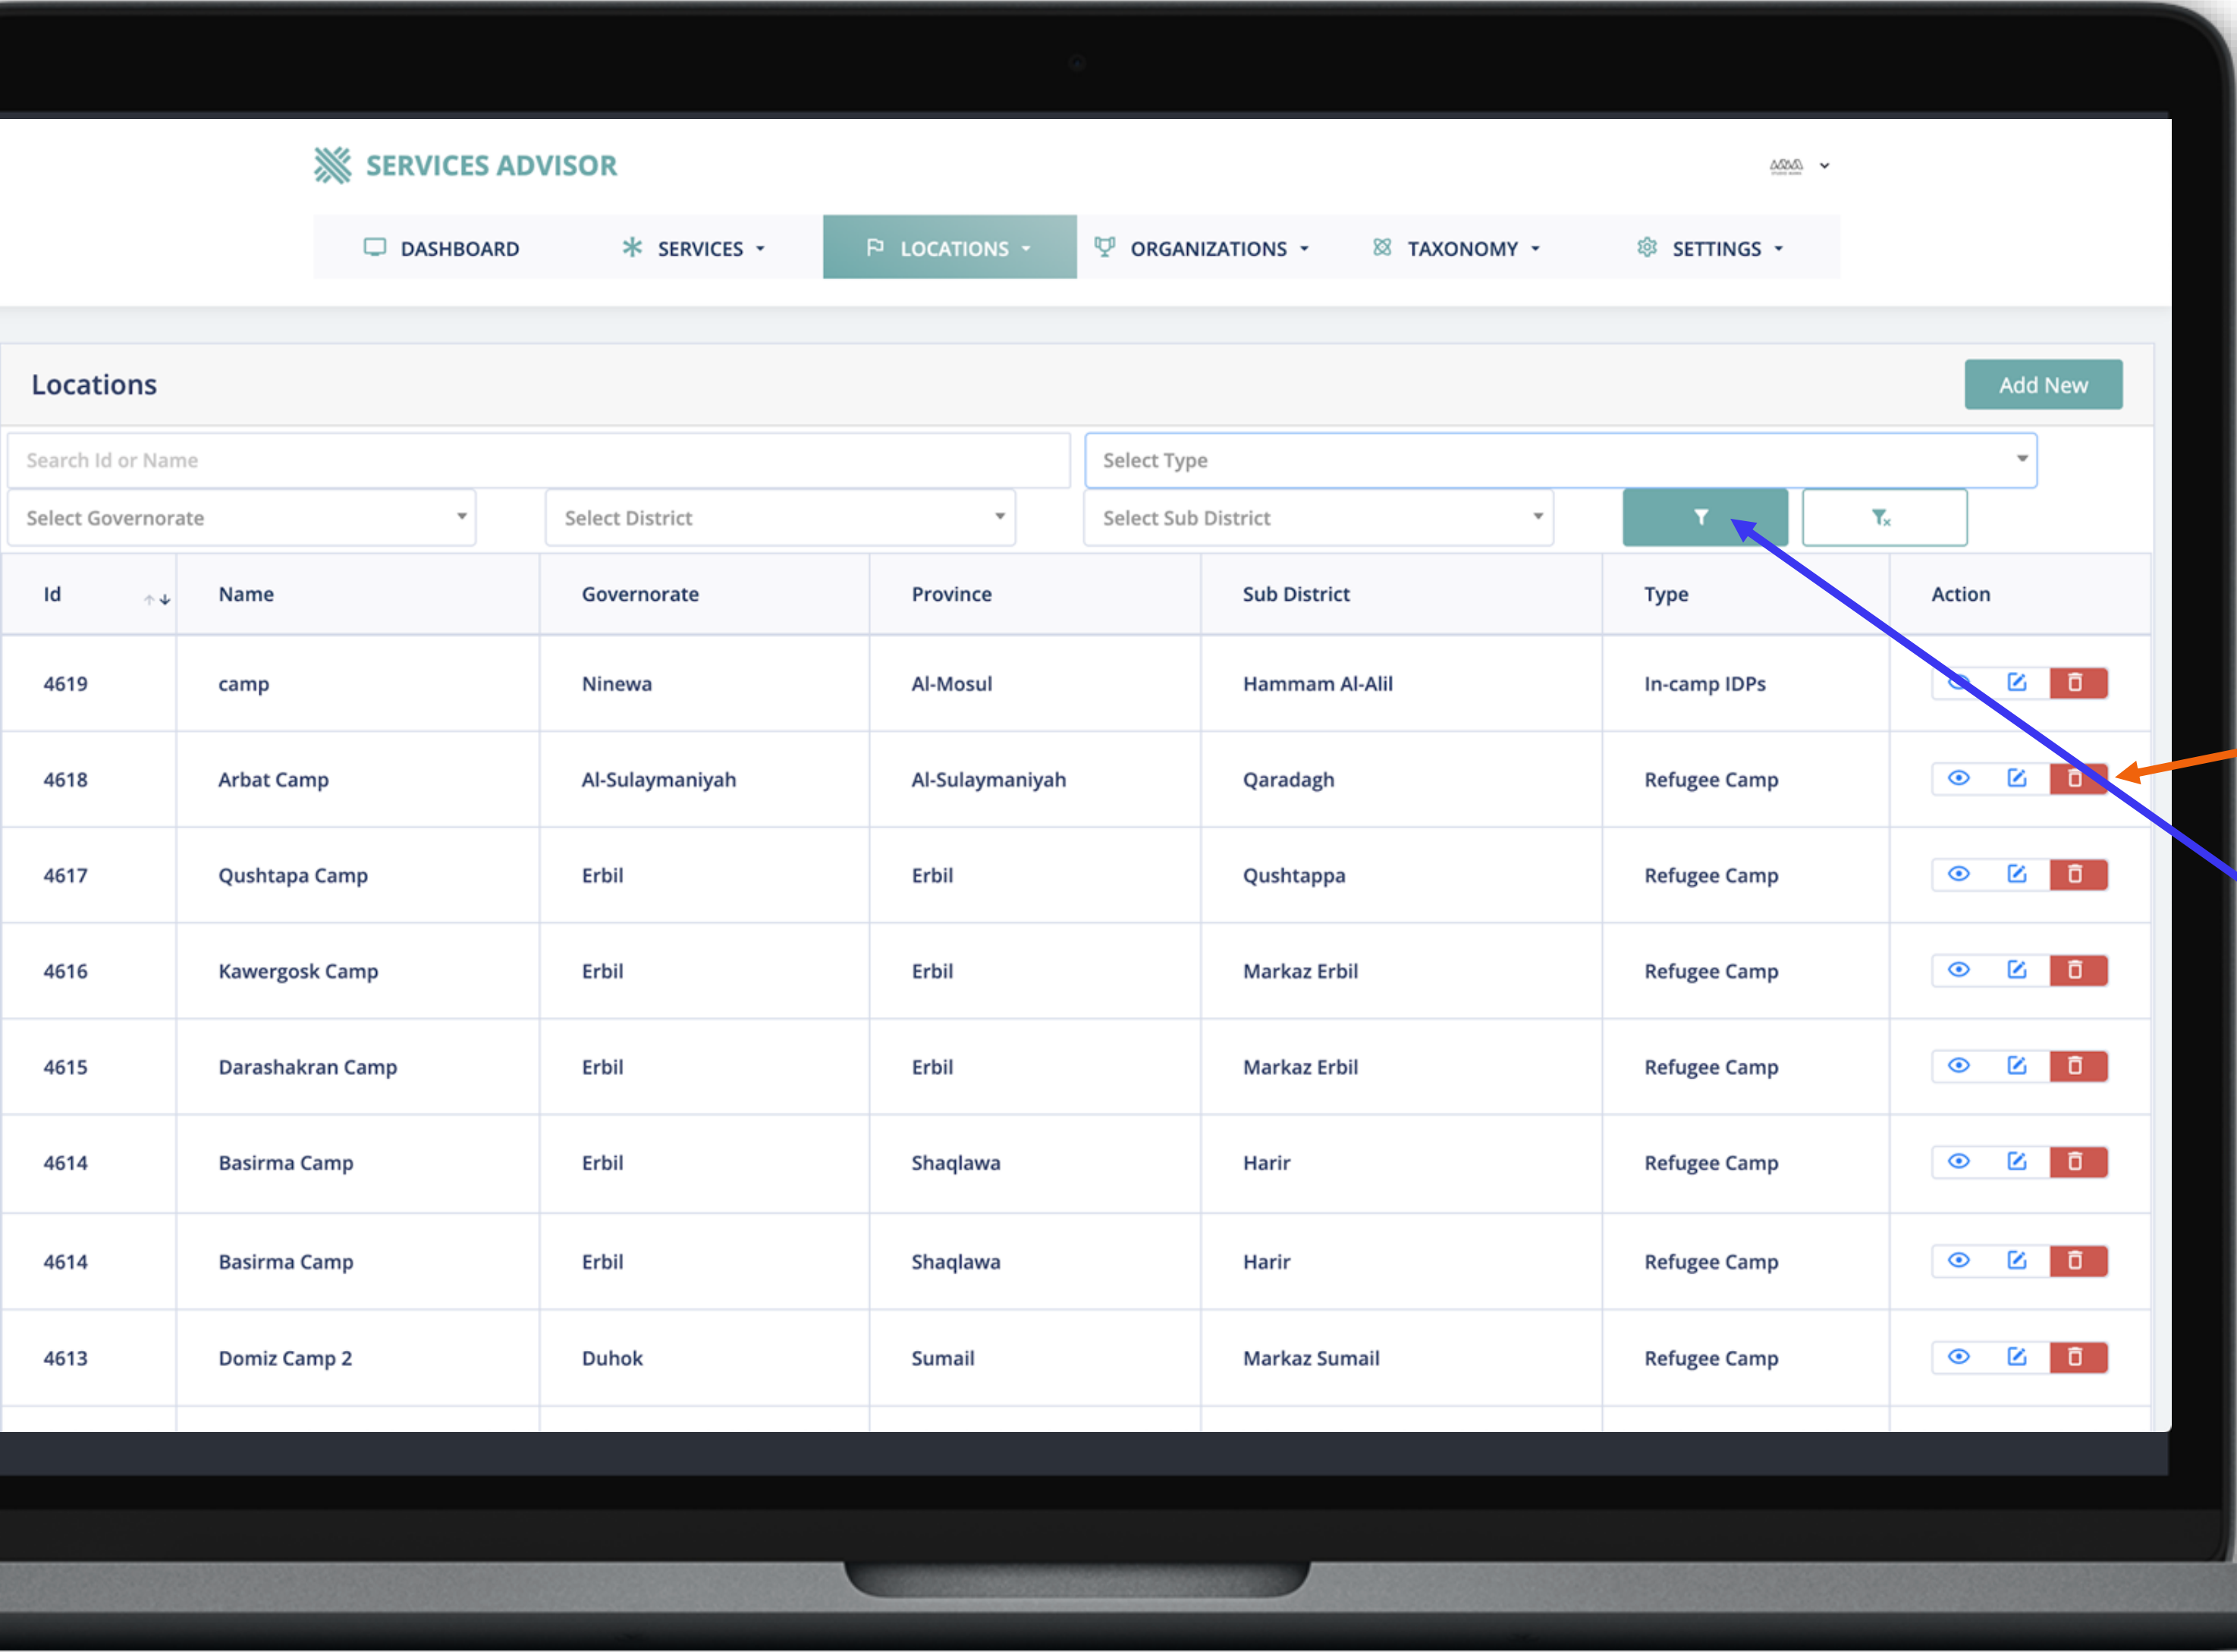 SERVICES ADVISOR
DASHBOARD SERVICES LOCATIONS ORGANIZATIONS TAXONOMY SETTINGS
Locations Add New
Search Id or Name Select Type
Select Governorate Select District Select Sub District
Id Name Governorate Province Sub District Type Action
4619 camp Ninewa Al-Mosul Hammam Al-Alil In-camp IDPs
4618 Arbat Camp Al-Sulaymaniyah Al-Sulaymaniyah Qaradagh Refugee Camp
4617 Qushtapa Camp Erbil Erbil Qushtappa Refugee Camp
4616 Kawergosk Camp Erbil Erbil Markaz Erbil Refugee Camp
4615 Darashakran Camp Erbil Erbil Markaz Erbil Refugee Camp
4614 Basirma Camp Erbil Shaqlawa Harir Refugee Camp
4614 Basirma Camp Erbil Shaqlawa Harir Refugee Camp
4613 Domiz Camp 2 Duhok Sumail Markaz Sumail Refugee Camp